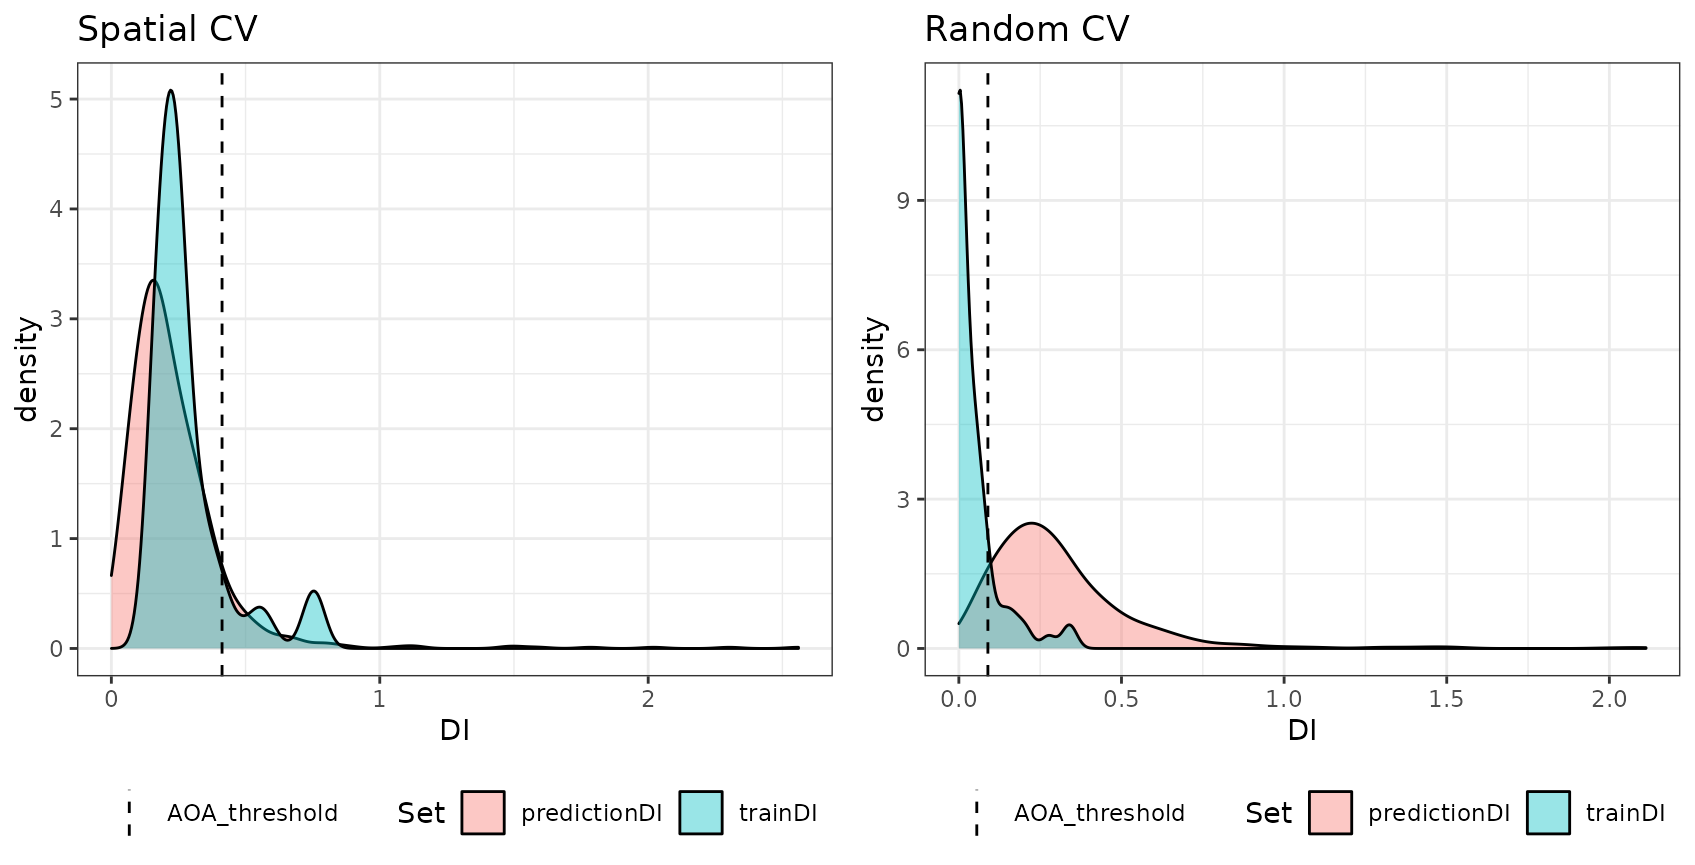 Spatial CV
density
5
4
3
2
1
0
0 1 2
DI
AOA_threshold Set predictionDI trainDI
Random CV
density
9
6
3
0
0.0 0.5 1.0 1.5 2.0
DI
AOA_threshold Set predictionDI trainDI